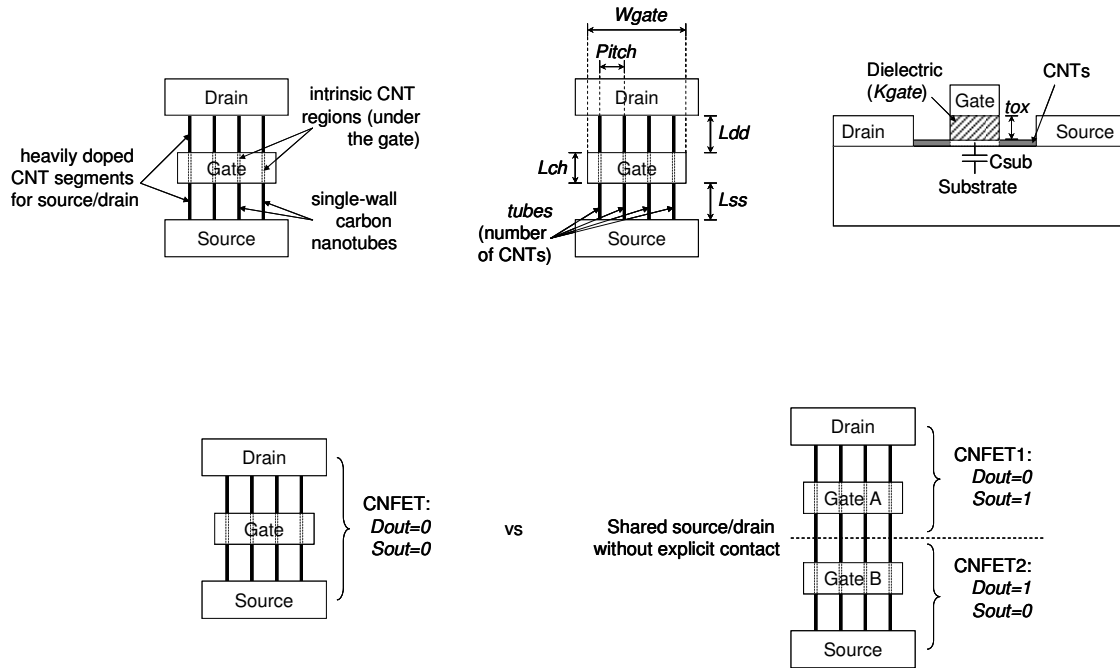 Drain
Gate
Source
heavily doped
CNT segments
for source/drain
intrinsic CNT
regions (under
the gate)
single-wall
carbon
nanotubes
Wgate
Pitch
Drain
Ldd
Lch
Gate
Lss
tubes
(number
of CNTs)
Source
Dielectric
(Kgate)
CNTs
Gate
tox
Drain
Source
Csub
Substrate
Drain
Gate
Source
CNFET:
Dout=0
Sout=0
vs
Shared source/drain
without explicit contact
Drain
Gate A
Gate B
Source
CNFET1:
Dout=0
Sout=1
CNFET2:
Dout=1
Sout=0